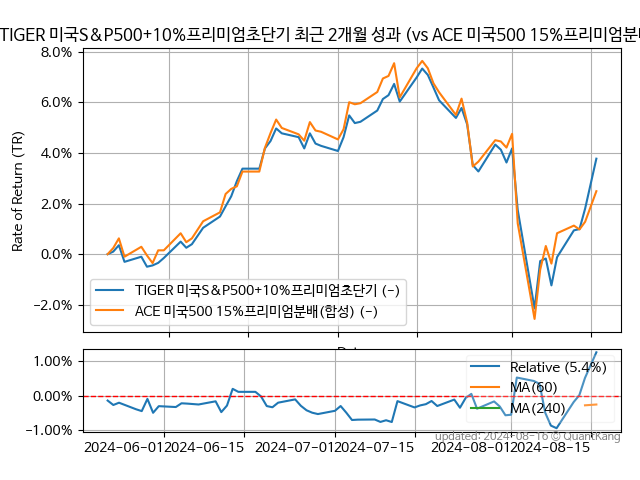 TIGER 미국S&P500+10%프리미엄초단기 최근 2개월 성과 (vs ACE 미국500 15%프리미엄분배
8.0%
6.0%
4.0%
2.0%
0.0%
−2.0%
Rate of Return (TR)
TIGER 미국S&P500+10%프리미엄초단기 (-)
ACE 미국500 15%프리미엄분배(합성) (-)
1.00%
0.00%
−1.00%
Relative (5.4%)
MA(60)
MA(240)
updated: 2024-08-16 © QuantKang
2024-06-01 2024-06-15 2024-07-01 2024-07-15 2024-08-01 2024-08-15